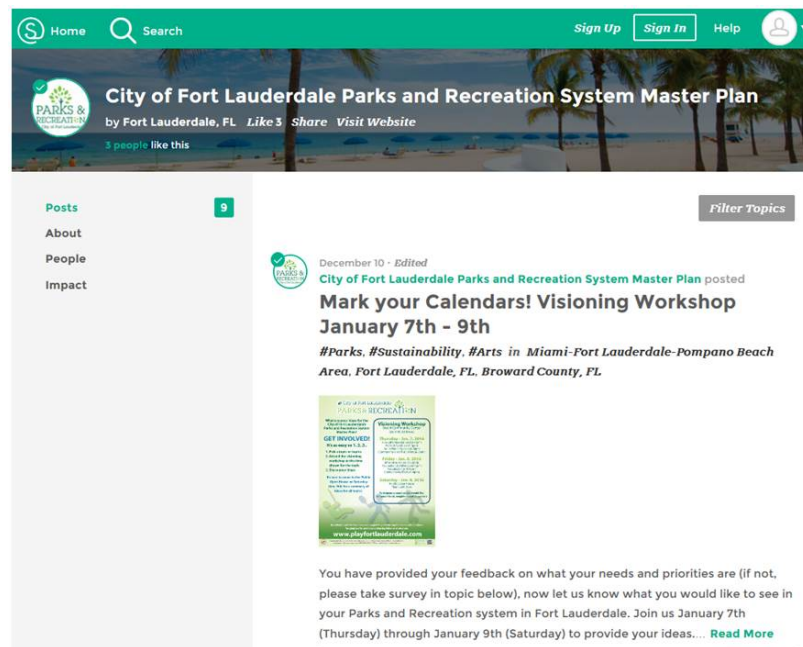 Home Search Sign Up Sign In Help
PARKS &
RECREATION
City of Fort Lauderdale Parks and Recreation System Master Plan
by Fort Lauderdale, FL Like 3 Share Visit Website
3 people like this
Posts 9
About
People
Impact
Filter Topics
December 10 - Edited
City of Fort Lauderdale Parks and Recreation System Master Plan posted
Mark your Calendars! Visioning Workshop
January 7th - 9th
#Parks, #Sustainability, #Arts in Miami-Fort Lauderdale-Pompano Beach
Area, Fort Lauderdale, FL, Broward County, FL
PARKS & RECREATION
Visioning Workshop
GET INVOLVED!
www.playfortlauderdale.com
You have provided your feedback on what your needs and priorities are (if not,
please take survey in topic below), now let us know what you would like to see in
your Parks and Recreation system in Fort Lauderdale. Join us January 7th
(Thursday) through January 9th (Saturday) to provide your ideas.... Read More